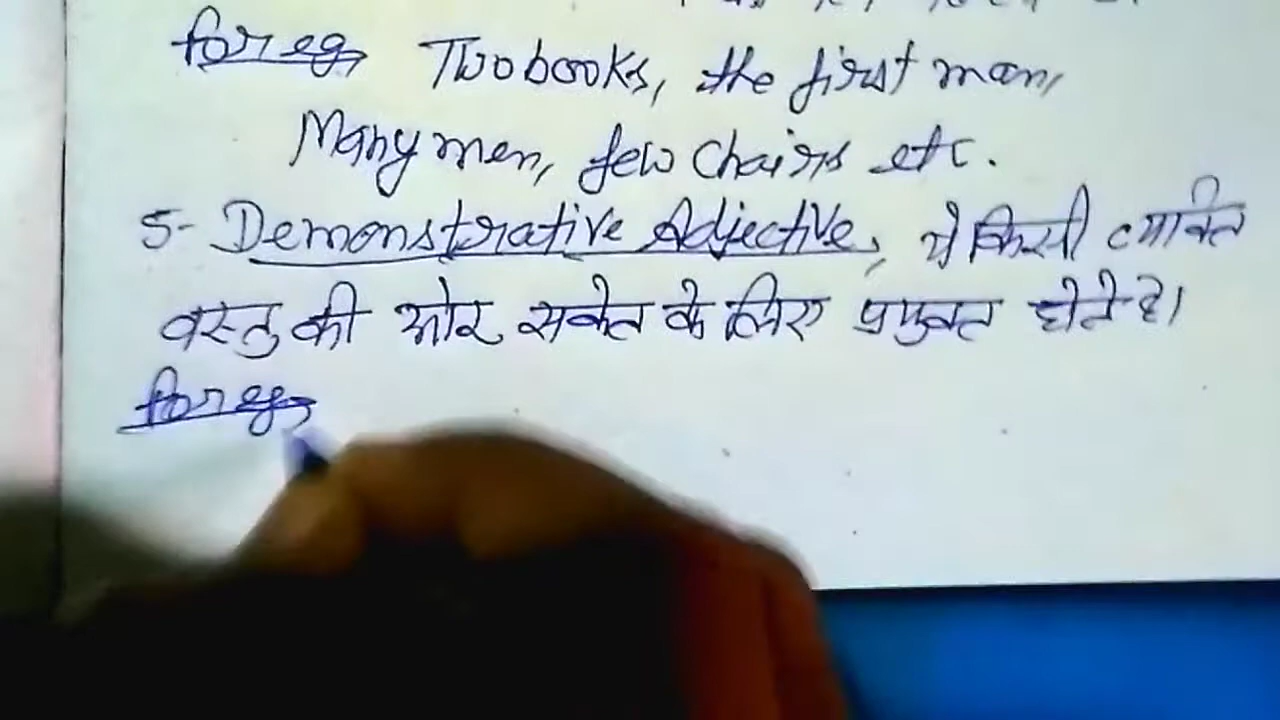 for eg, Two books, the first man,
Many men, few Chairs etc.
5- Demonstrative Adjective, ये किसी व्यक्ति
वस्तु की ओर सकेत के लिए प्रयुक्त होते है।
for eg,